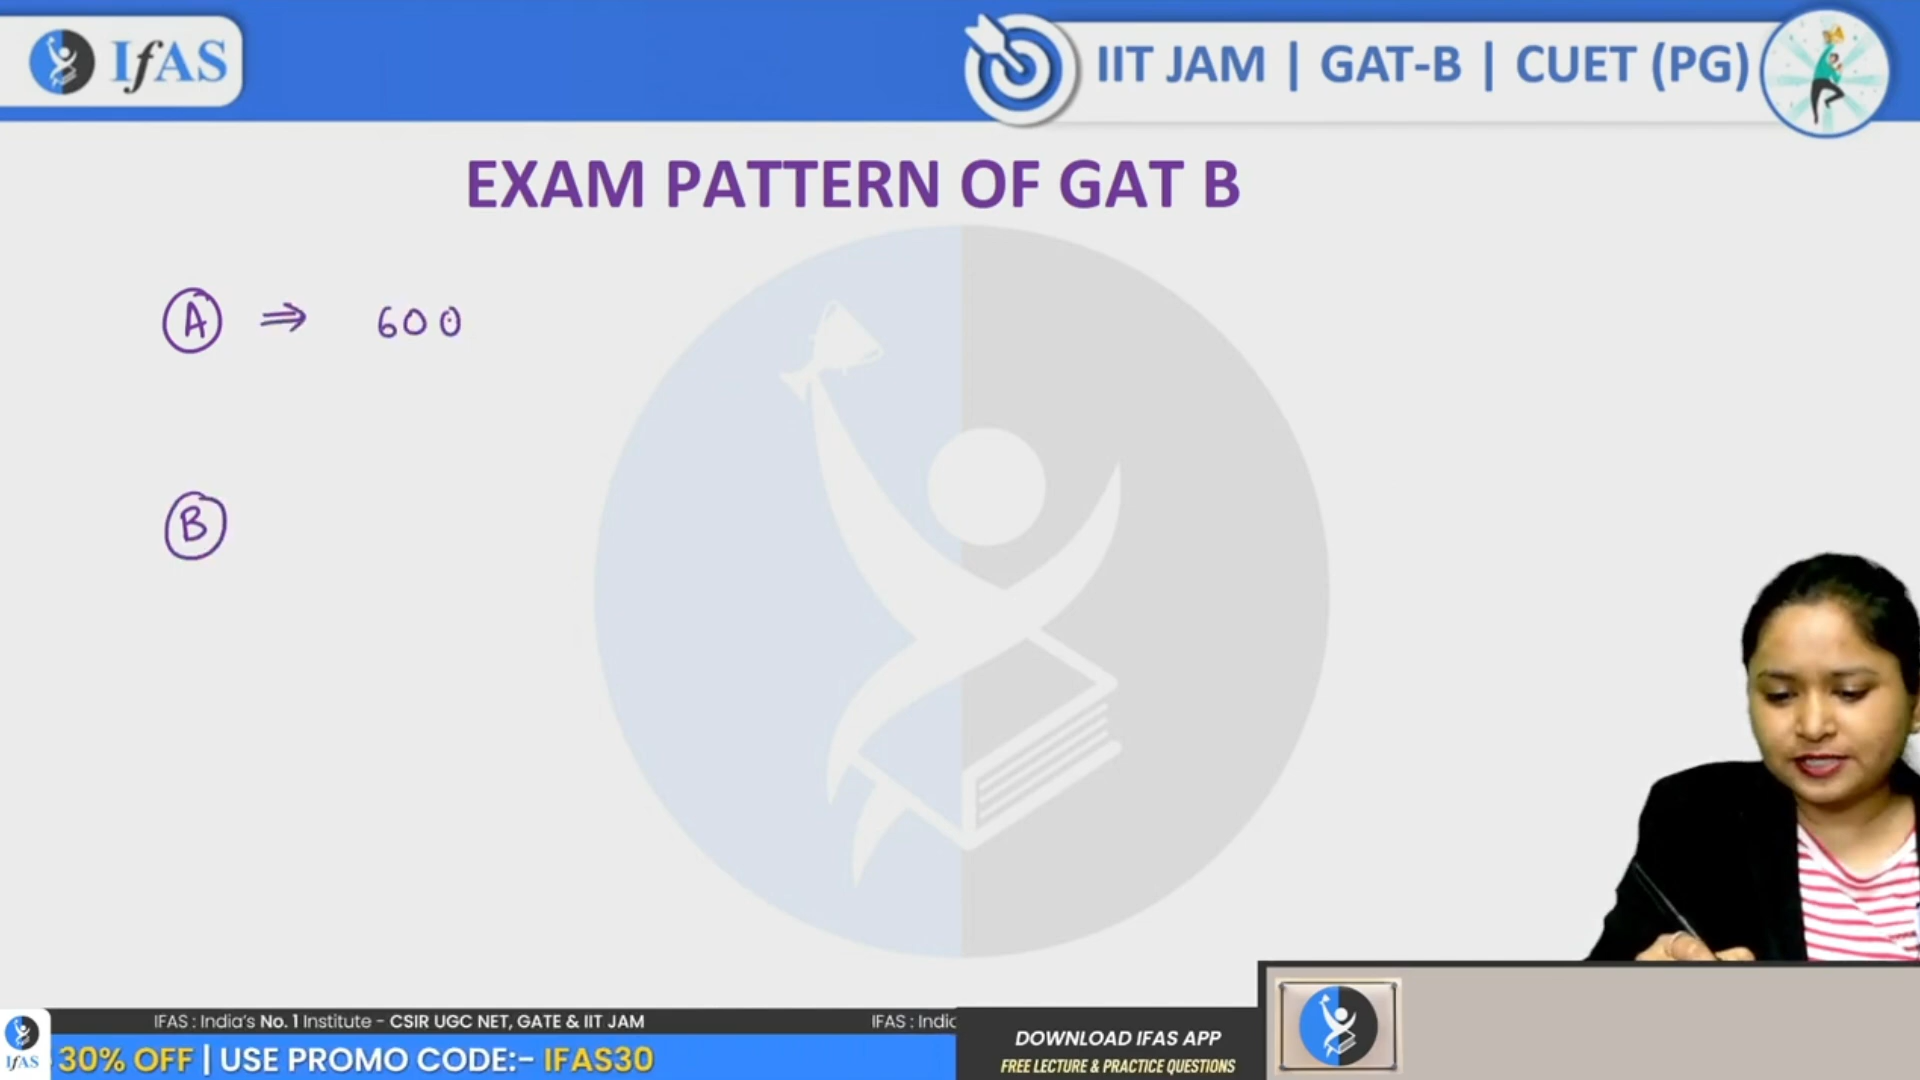 IfAS
IIT JAM | GAT-B | CUET (PG)
EXAM PATTERN OF GAT B
A ⇒ 600
B
IFAS : India's No. 1 Institute - CSIR UGC NET, GATE & IIT JAM
IFAS : Indic
DOWNLOAD IFAS APP
FREE LECTURE & PRACTICE QUESTIONS
IfAS
30% OFF | USE PROMO CODE:- IFAS30